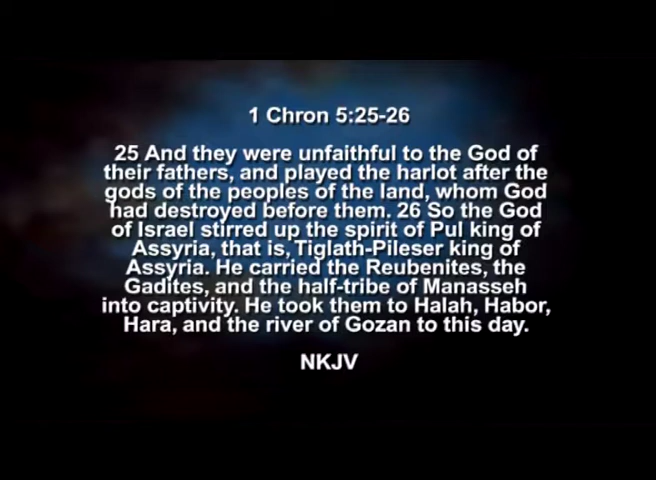 1 Chron 5:25-26
25 And they were unfaithful to the God of
their fathers, and played the harlot after the
gods of the peoples of the land, whom God
had destroyed before them. 26 So the God
of Israel stirred up the spirit of Pul king of
Assyria, that is, Tiglath-Pileser king of
Assyria. He carried the Reubenites, the
Gadites, and the half-tribe of Manasseh
into captivity. He took them to Halah, Habor,
Hara, and the river of Gozan to this day.
NKJV